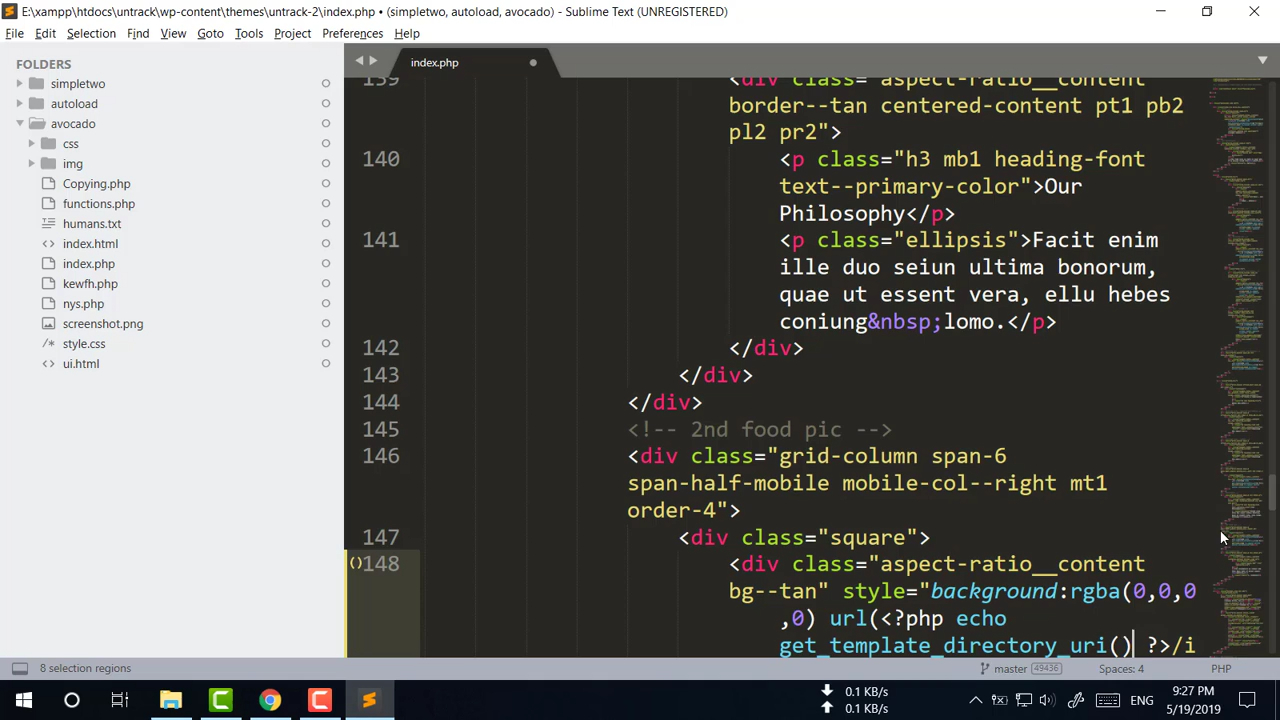 E:\xampp\htdocs\untrack\wp-content\themes\untrack-2\index.php • (simpletwo, autoload, avocado) - Sublime Text (UNREGISTERED)
File Edit Selection Find View Goto Tools Project Preferences Help
FOLDERS
simpletwo
autoload
avocado
css
img
Copying.php
functions.php
humans.txt
index.html
index.php
kewfh.php
nys.php
screenshot.png
style.css
ui.html
index.php
139 <div class="aspect-ratio__content
border--tan centered-content pt1 pb2
pl2 pr2">
140 <p class="h3 mb1 heading-font
text--primary-color">Our
Philosophy</p>
141 <p class="ellipsis">Facit enim
ille duo seiun ultima bonorum,
quae ut essent vera, ellu hebes
coniung&nbsp;lomo.</p>
142 </div>
143 </div>
144 </div>
145 <!-- 2nd food pic -->
146 <div class="grid-column span-6
span-half-mobile mobile-col--right mt1
order-4">
147 <div class="square">
148 <div class="aspect-ratio__content
bg--tan" style="background:rgba(0,0,0
,0) url(<?php echo
get_template_directory_uri() ?>/i
8 selection regions master 49436 Spaces: 4 PHP
0.1 KB/s
0.1 KB/s
ENG
9:27 PM
5/19/2019